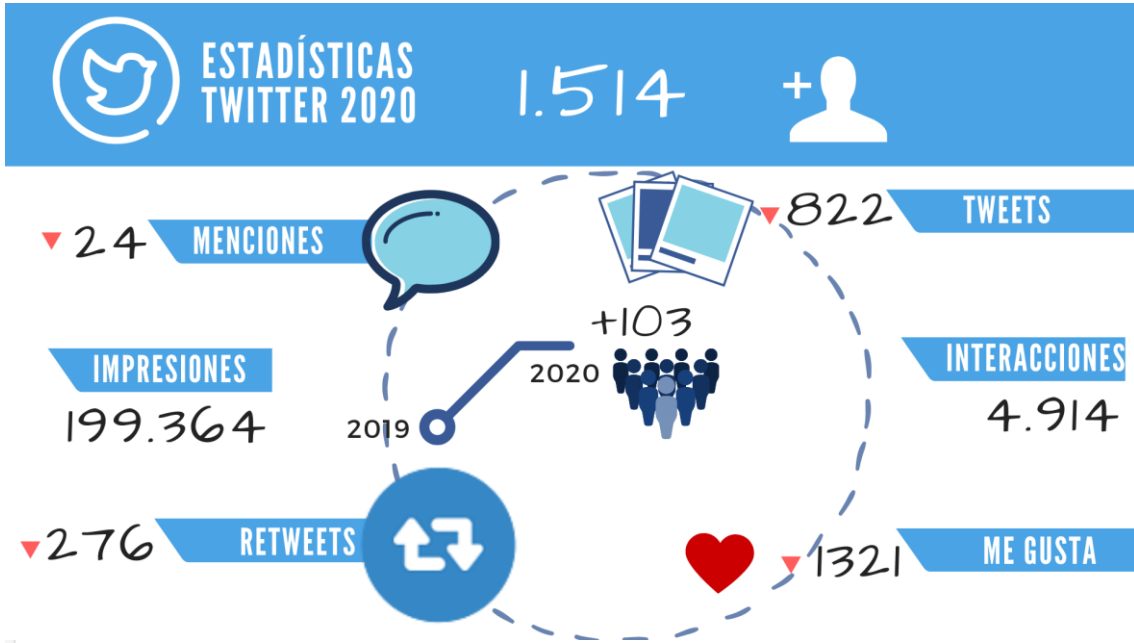 ESTADÍSTICAS
TWITTER 2020
1.514
+
24
MENCIONES
822
TWEETS
+103
IMPRESIONES
199.364
2019
2020
INTERACCIONES
4.914
276
RETWEETS
1321
ME GUSTA